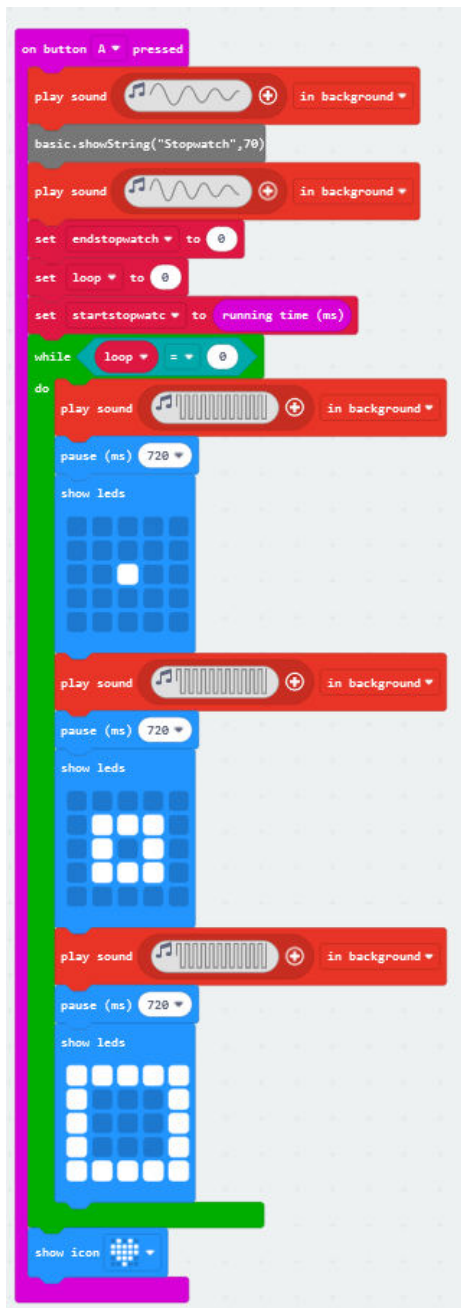 on button A pressed
play sound in background
basic.showString("Stopwatch",70)
play sound in background
set endstopwatch to 0
set loop to 0
set startstopwatc to running time (ms)
while loop = 0
do
play sound in background
pause (ms) 720
show leds
play sound in background
pause (ms) 720
show leds
play sound in background
pause (ms) 720
show leds
show icon